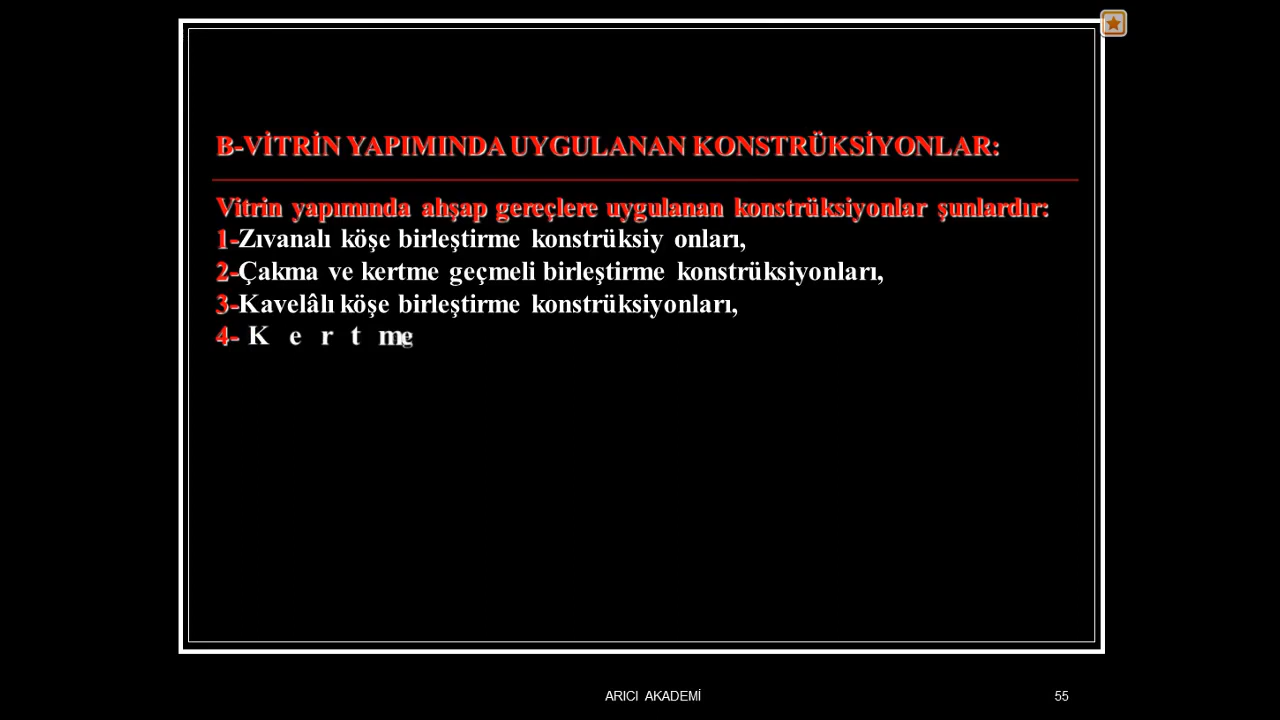 B-VİTRİN YAPIMINDA UYGULANAN KONSTRÜKSİYONLAR:
Vitrin yapımında ahşap gereçlere uygulanan konstrüksiyonlar şunlardır:
1-Zıvanalı köşe birleştirme konstrüksiy onları,
2-Çakma ve kertme geçmeli birleştirme konstrüksiyonları,
3-Kavelâlı köşe birleştirme konstrüksiyonları,
4- K e r t m
ARICI AKADEMİ
55